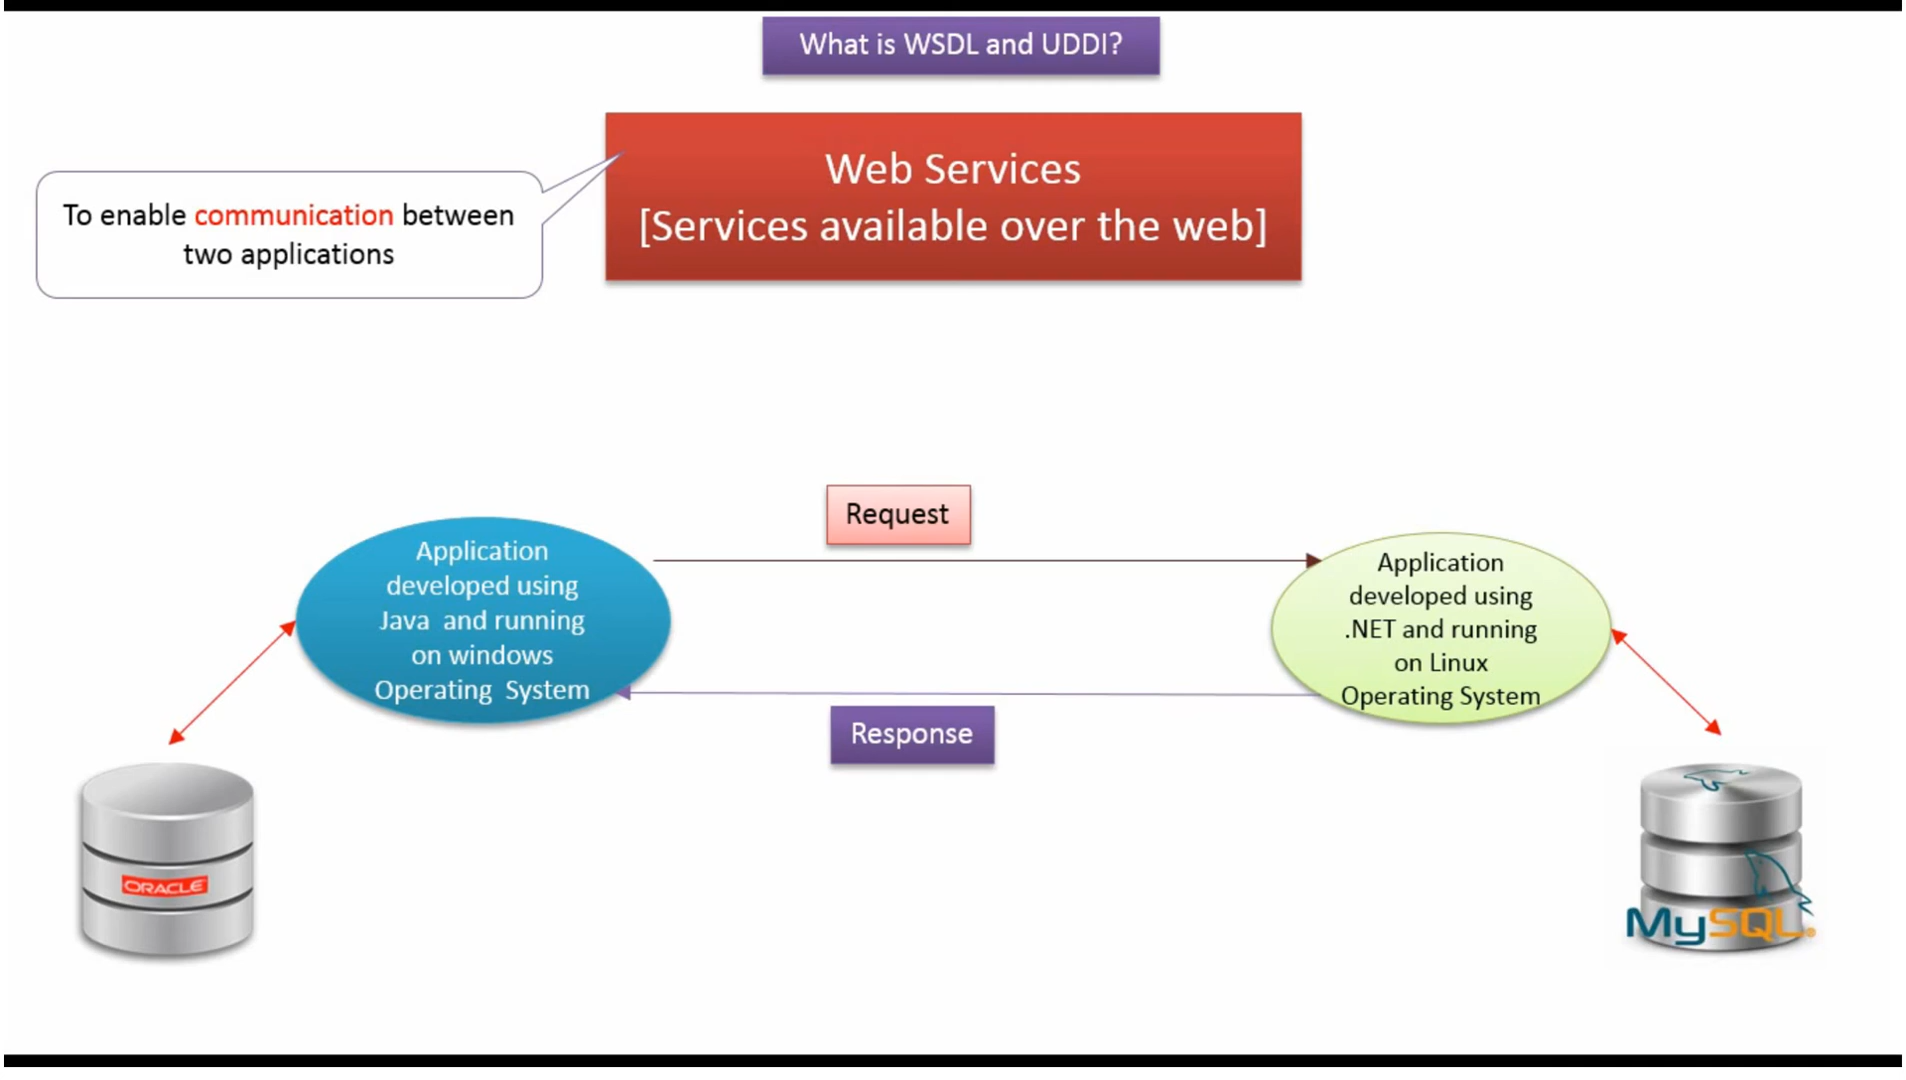 What is WSDL and UDDI?
Web Services
[Services available over the web]
To enable communication between
two applications
Request
Application
developed using
Java and running
on windows
Operating System
Application
developed using
.NET and running
on Linux
Operating System
Response
ORACLE
MySQL